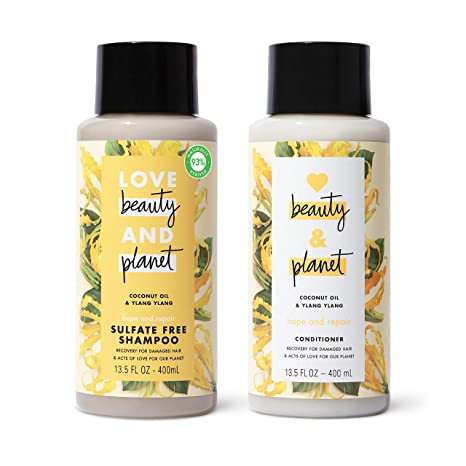 93%
NATURALLY
DERIVED
LOVE
beauty
AND
planet
COCONUT OIL
& YLANG YLANG
hope and repair
SULFATE FREE
SHAMPOO
RECOVERY FOR DAMAGED HAIR
& ACTS OF LOVE FOR OUR PLANET
13.5 FL OZ - 400mL
beauty
&
planet
COCONUT OIL
& YLANG YLANG
hope and repair
CONDITIONER
RECOVERY FOR DAMAGED HAIR
& ACTS OF LOVE FOR OUR PLANET
13.5 FL OZ – 400 mL